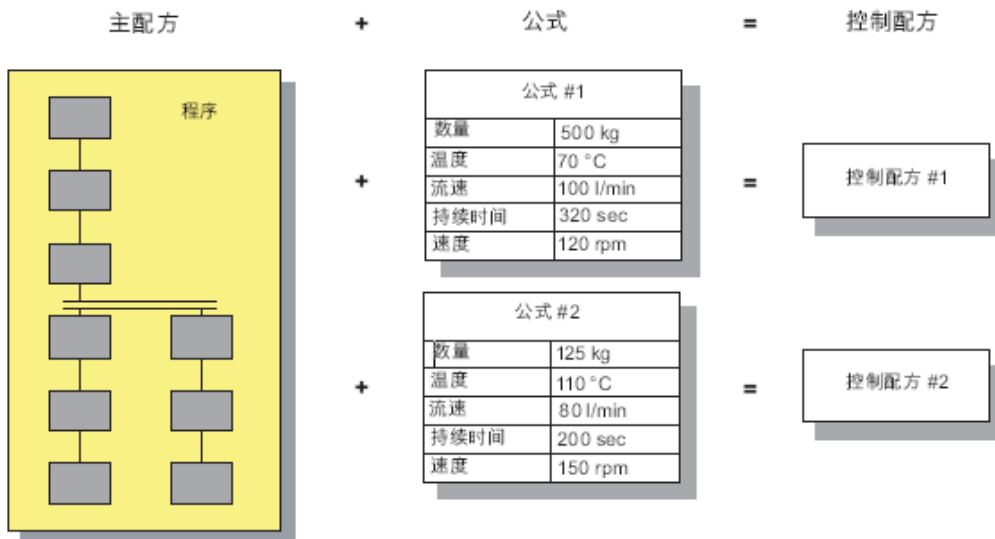 主配方 + 公式 = 控制配方
程序
公式 #1
数量 500 kg
温度 70 °C
流速 100 l/min
持续时间 320 sec
速度 120 rpm
+ = 控制配方 #1
公式 #2
数量 125 kg
温度 110 °C
流速 80 l/min
持续时间 200 sec
速度 150 rpm
+ = 控制配方 #2